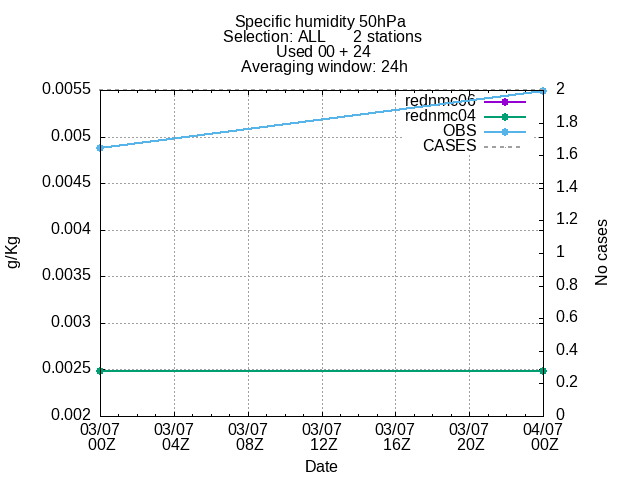 Specific humidity 50hPa
Selection: ALL 2 stations
Used 00 + 24
Averaging window: 24h
0.0055
0.005
0.0045
0.004
0.0035
0.003
0.0025
0.002
g/Kg
rednmc06
rednmc04
OBS
CASES
2
1.8
1.6
1.4
1.2
1
0.8
0.6
0.4
0.2
0
No cases
03/07 03/07 03/07 03/07 03/07 03/07 04/07
00Z 04Z 08Z 12Z 16Z 20Z 00Z
Date